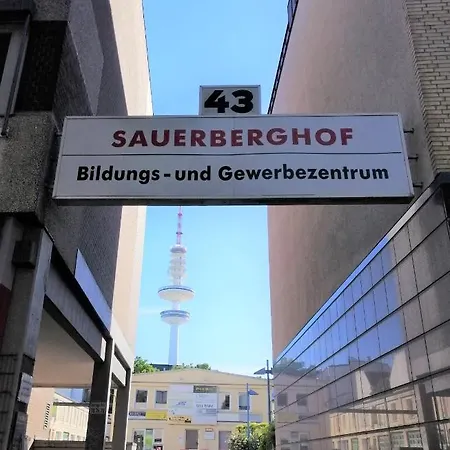 43
SAUERBERGHOF
Bildungs- und Gewerbezentrum